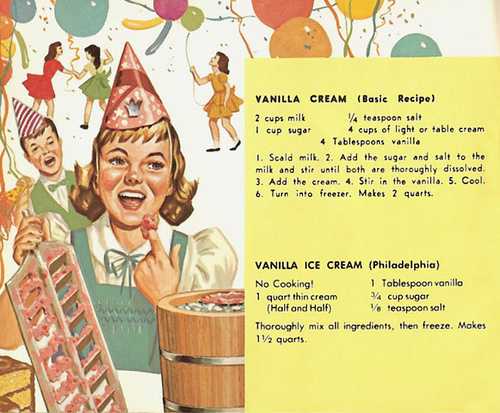 VANILLA CREAM (Basic Recipe)
2 cups milk ¼ teaspoon salt
1 cup sugar 4 cups of light or table cream
4 Tablespoons vanilla
1. Scald milk. 2. Add the sugar and salt to the
milk and stir until both are thoroughly dissolved.
3. Add the cream. 4. Stir in the vanilla. 5. Cool.
6. Turn into freezer. Makes 2 quarts.
VANILLA ICE CREAM (Philadelphia)
No Cooking! 1 Tablespoon vanilla
1 quart thin cream ¾ cup sugar
(Half and Half) ⅛ teaspoon salt
Thoroughly mix all ingredients, then freeze. Makes
1½ quarts.